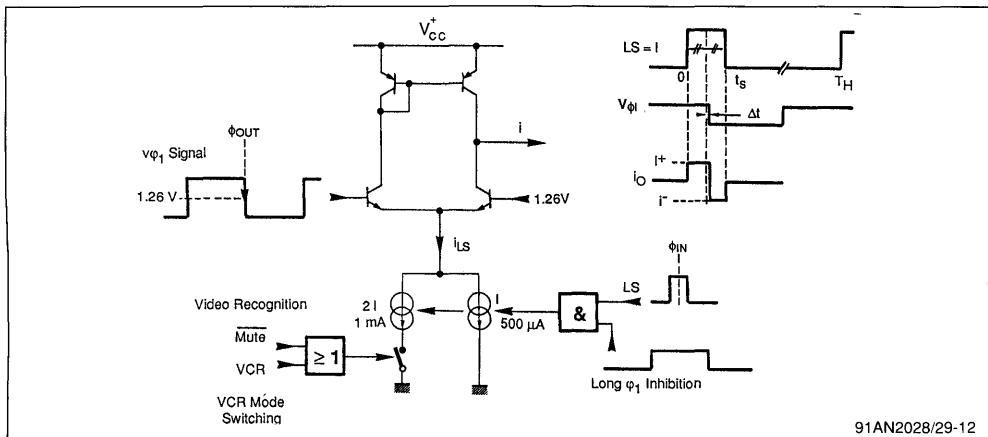 V⁺CC
LS = I
0
tS
TH
VφI
Δt
I+
iO
i⁻
i
φOUT
vφ1 Signal
1.26 V
1.26V
iLS
φIN
LS
&
2 I
1 mA
I
500 µA
Video Recognition
M̅u̅t̅e̅
VCR
≥ 1
VCR Mode
Switching
Long φ1 Inhibition
91AN2028/29-12